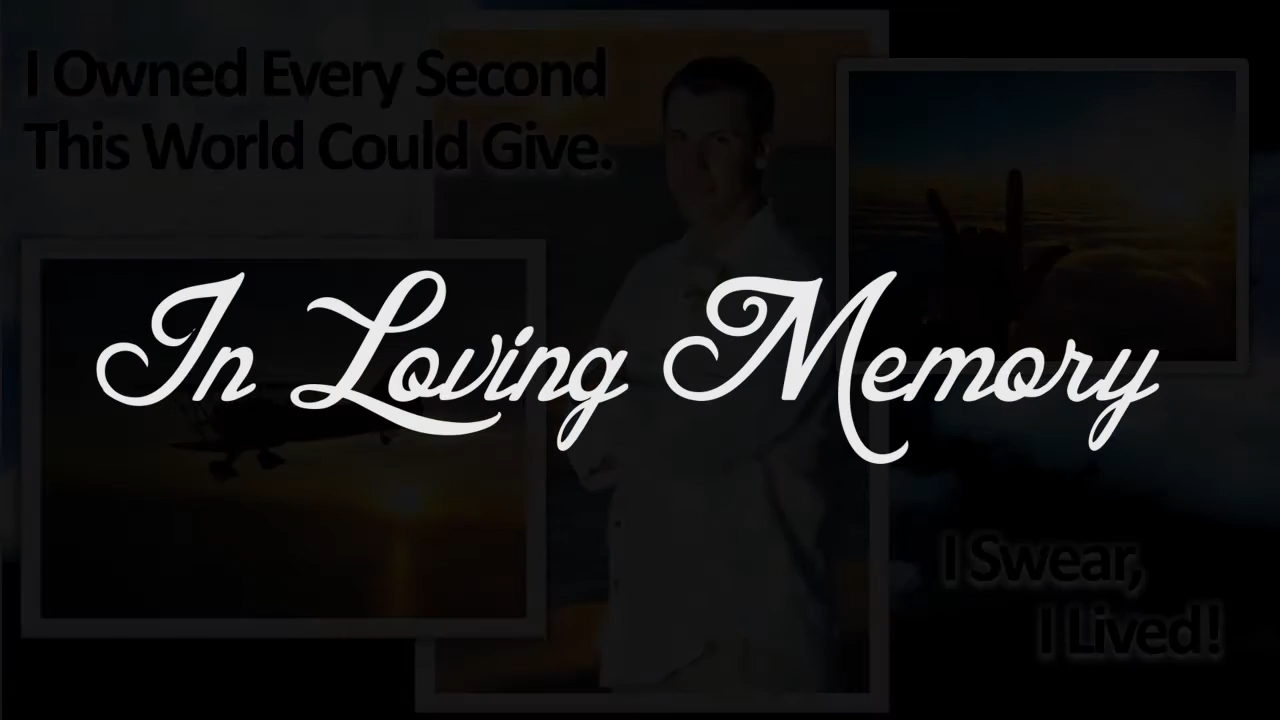 I Owned Every Second
This World Could Give.
In Loving Memory
I Swear,
I Lived!